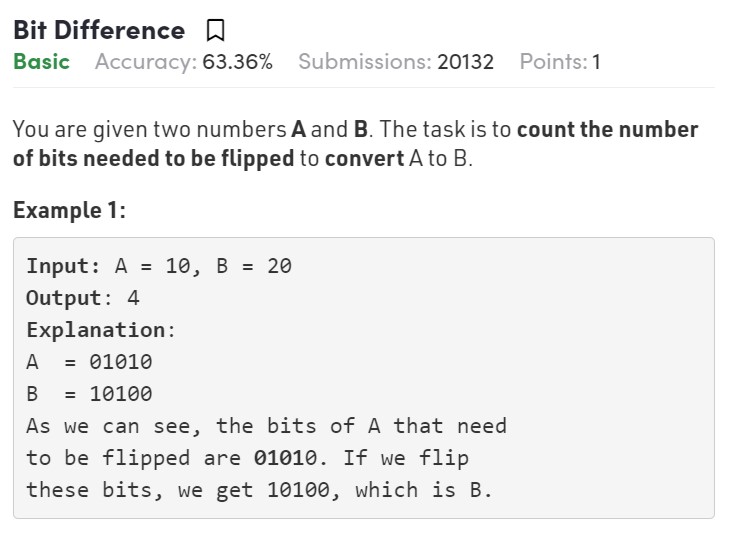 Bit Difference
Basic Accuracy: 63.36% Submissions: 20132 Points: 1
You are given two numbers A and B. The task is to count the number
of bits needed to be flipped to convert A to B.
Example 1:
Input: A = 10, B = 20
Output: 4
Explanation:
A  = 01010
B  = 10100
As we can see, the bits of A that need
to be flipped are 01010. If we flip
these bits, we get 10100, which is B.